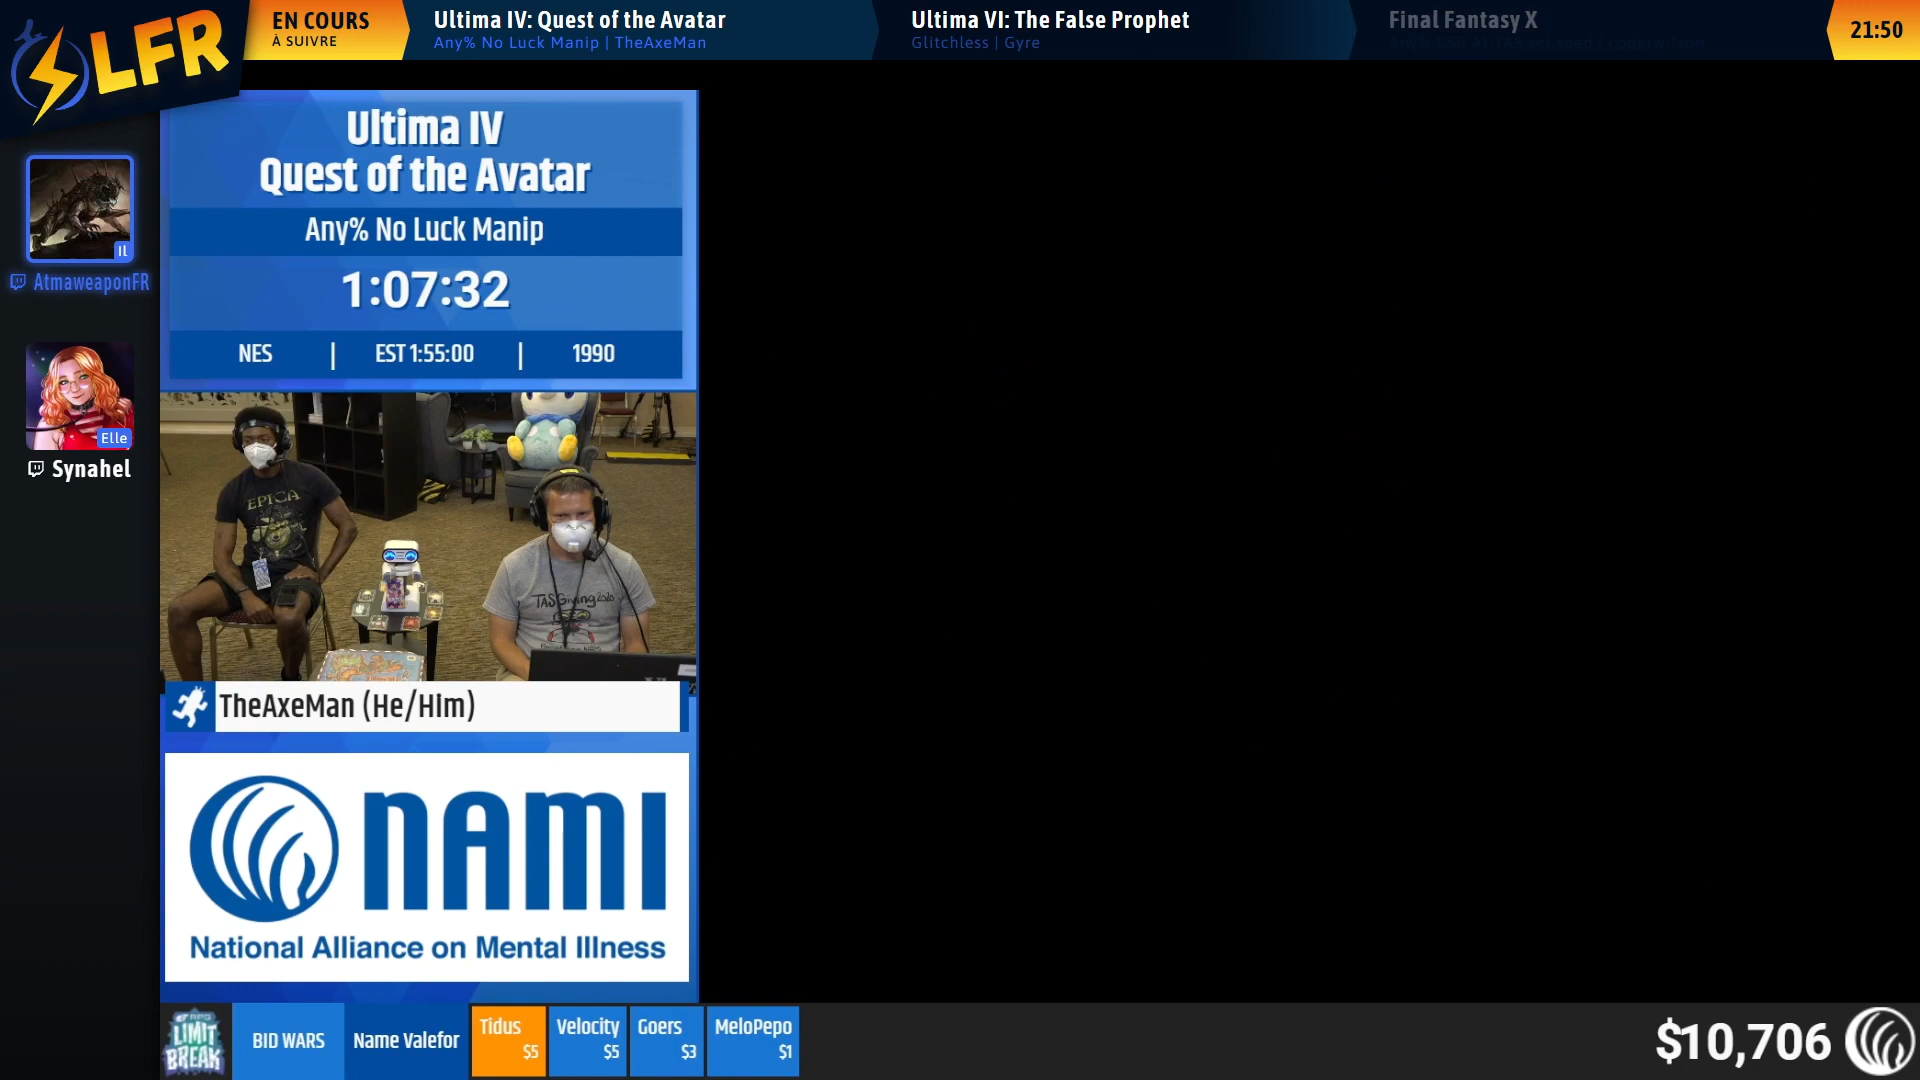 LFR
EN COURS
À SUIVRE
Ultima IV: Quest of the Avatar
Any% No Luck Manip | TheAxeMan
Ultima VI: The False Prophet
Glitchless | Gyre
Final Fantasy X
21:50
Il
AtmaweaponFR
Elle
Synahel
Ultima IV
Quest of the Avatar
Any% No Luck Manip
1:07:32
NES | EST 1:55:00 | 1990
EPICA
TASGiving 2020
TheAxeMan (He/Him)
NAMI
National Alliance on Mental Illness
RPG
LIMIT
BREAK
BID WARS
Name Valefor
Tidus
$5
Velocity
$5
Goers
$3
MeloPepo
$1
$10,706